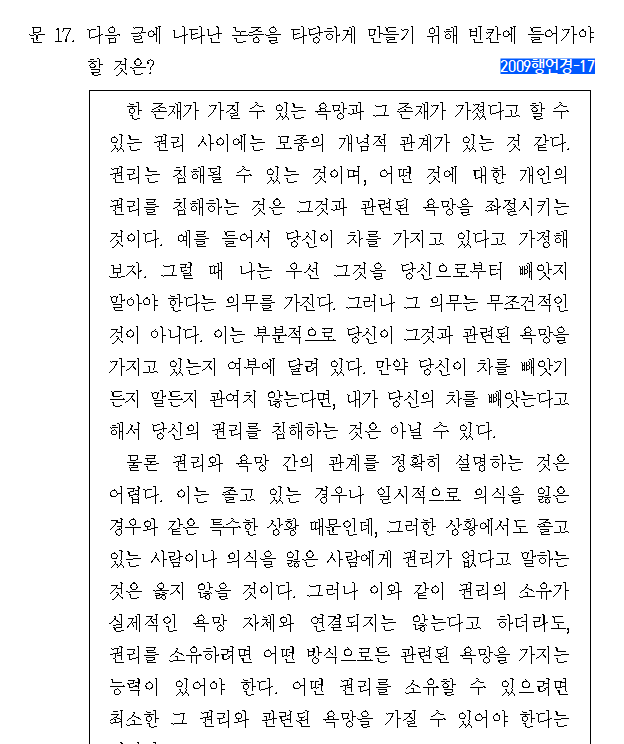 문 17. 다음 글에 나타난 논증을 타당하게 만들기 위해 빈칸에 들어가야
할 것은?
2009행언경-17
한 존재가 가질 수 있는 욕망과 그 존재가 가졌다고 할 수
있는 권리 사이에는 모종의 개념적 관계가 있는 것 같다.
권리는 침해될 수 있는 것이며, 어떤 것에 대한 개인의
권리를 침해하는 것은 그것과 관련된 욕망을 좌절시키는
것이다. 예를 들어서 당신이 차를 가지고 있다고 가정해
보자. 그럴 때 나는 우선 그것을 당신으로부터 빼앗지
말아야 한다는 의무를 가진다. 그러나 그 의무는 무조건적인
것이 아니다. 이는 부분적으로 당신이 그것과 관련된 욕망을
가지고 있는지 여부에 달려 있다. 만약 당신이 차를 빼앗기
든지 말든지 관여치 않는다면, 내가 당신의 차를 빼앗는다고
해서 당신의 권리를 침해하는 것은 아닐 수 있다.
물론 권리와 욕망 간의 관계를 정확히 설명하는 것은
어렵다. 이는 졸고 있는 경우나 일시적으로 의식을 잃은
경우와 같은 특수한 상황 때문인데, 그러한 상황에서도 졸고
있는 사람이나 의식을 잃은 사람에게 권리가 없다고 말하는
것은 옳지 않을 것이다. 그러나 이와 같이 권리의 소유가
실제적인 욕망 자체와 연결되지는 않는다고 하더라도,
권리를 소유하려면 어떤 방식으로든 관련된 욕망을 가지는
능력이 있어야 한다. 어떤 권리를 소유할 수 있으려면
최소한 그 권리와 관련된 욕망을 가질 수 있어야 한다는